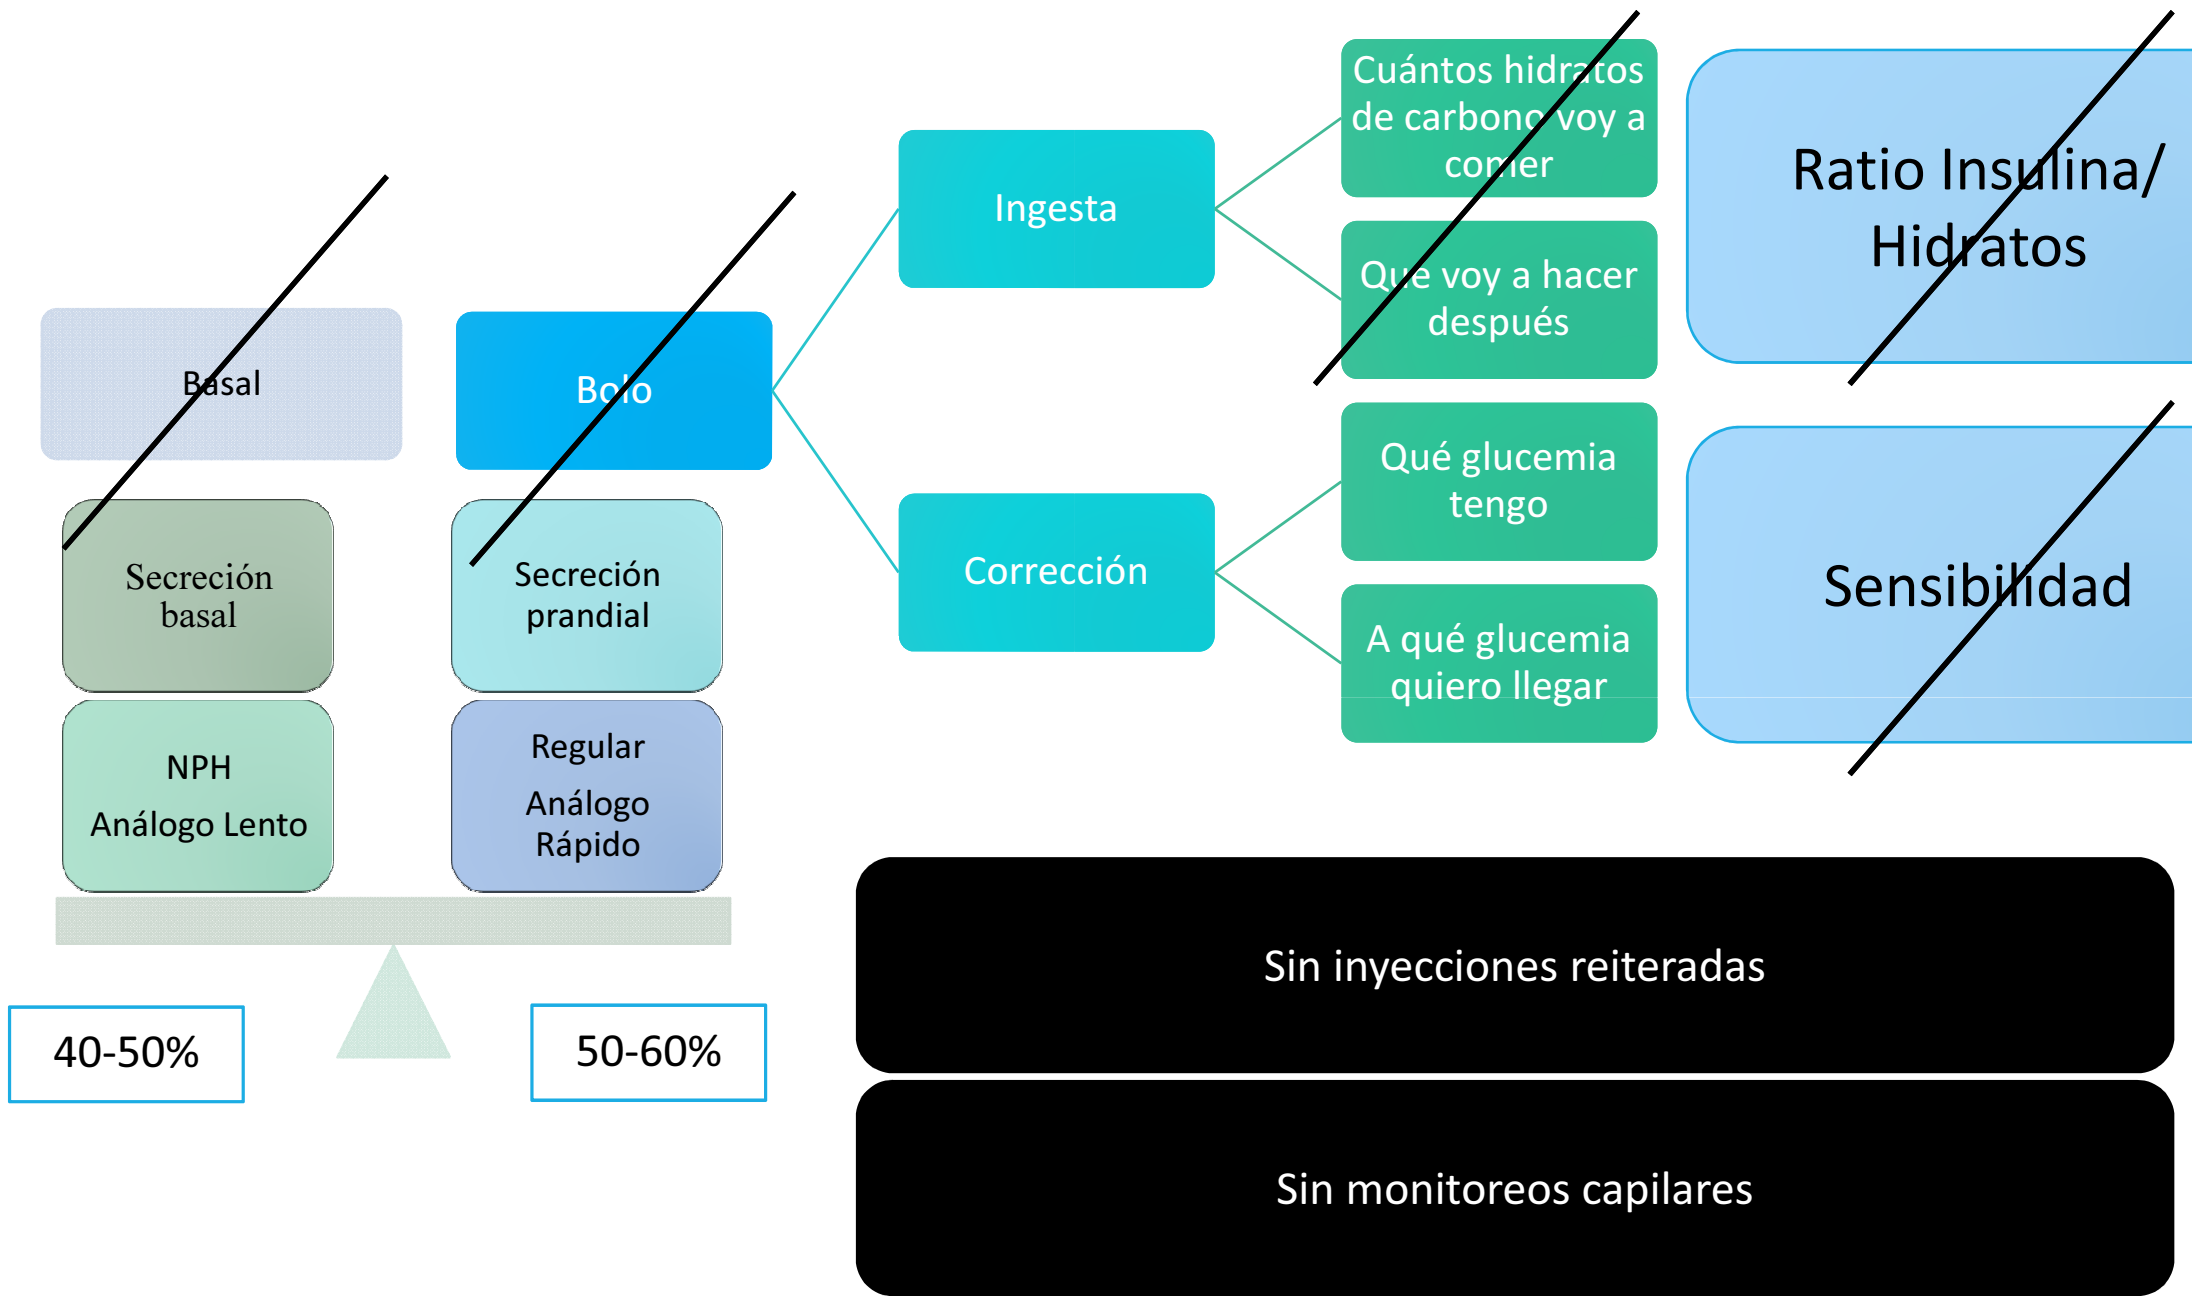 Basal
Secreción
basal
NPH
Análogo Lento
40-50%
Bolo
Secreción
prandial
Regular
Análogo
Rápido
50-60%
Ingesta
Corrección
Cuántos hidratos
de carbono voy a
comer
Que voy a hacer
después
Qué glucemia
tengo
A qué glucemia
quiero llegar
Ratio Insulina/
Hidratos
Sensibilidad
Sin inyecciones reiteradas
Sin monitoreos capilares